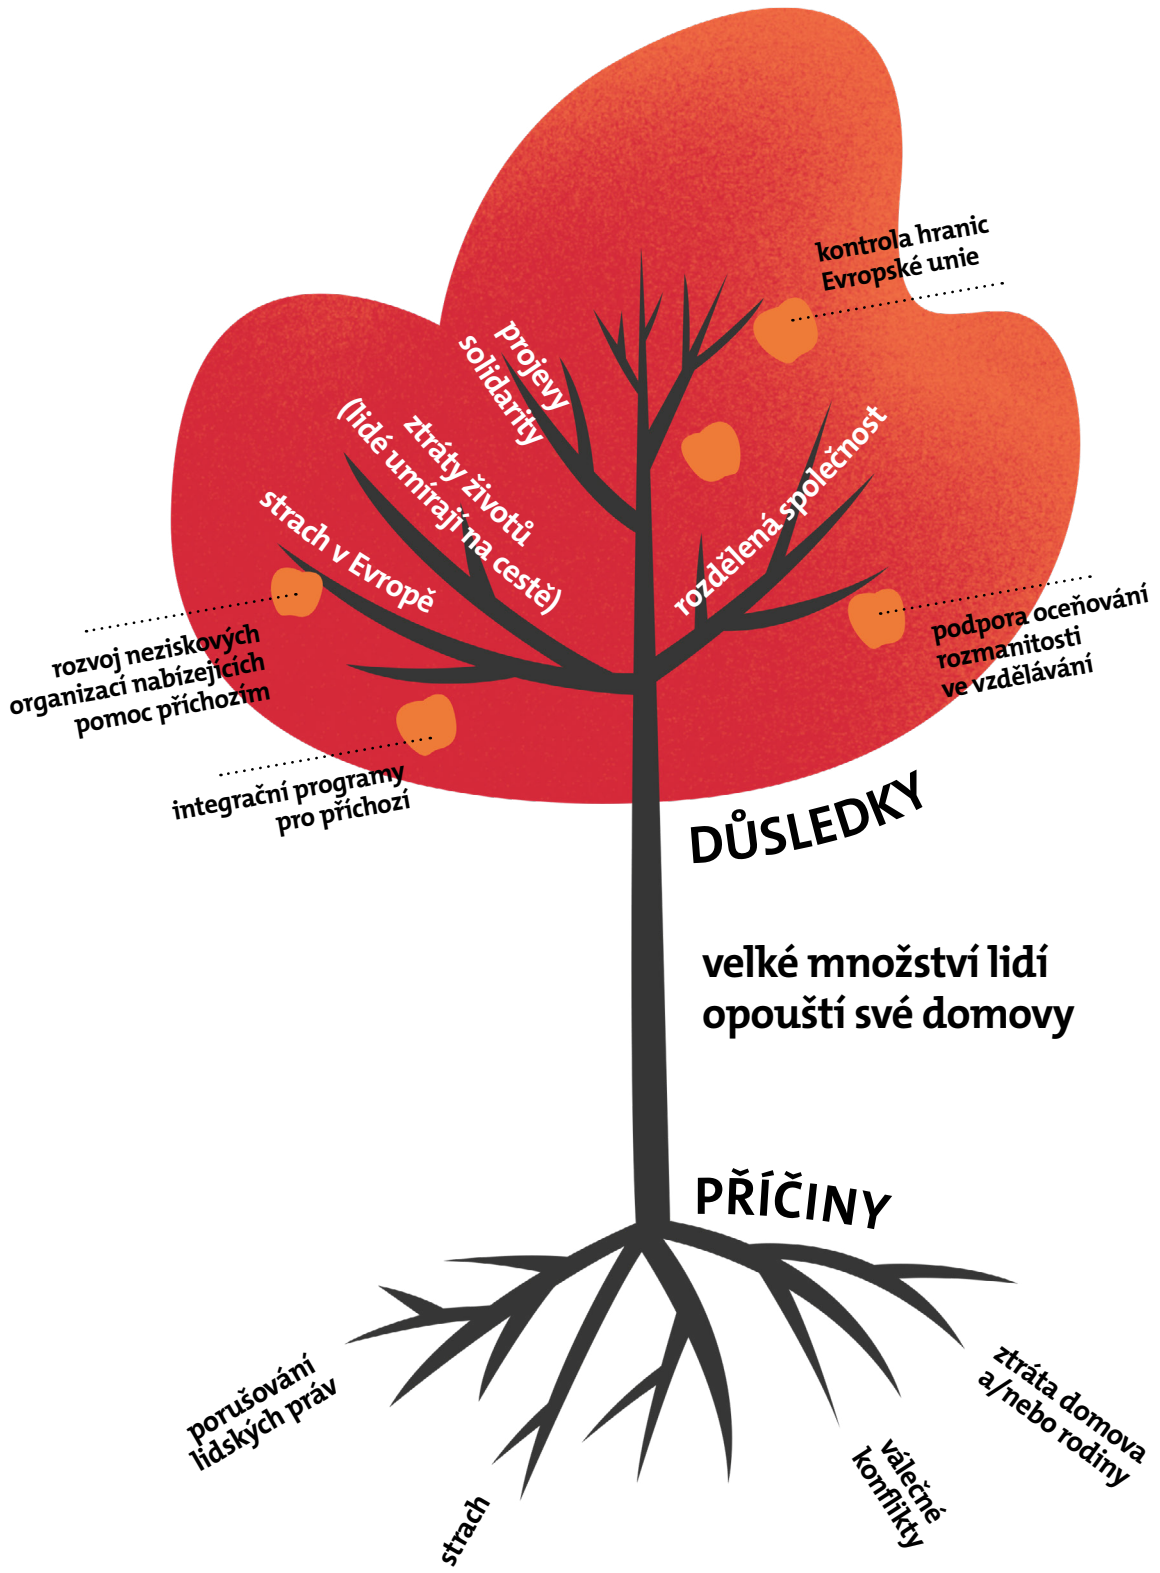 kontrola hranic
Evropské unie
projevy
solidarity
ztráty životů
(lidé umírají na cestě)
strach v Evropě
rozdělená společnost
podpora oceňování
rozmanitosti
ve vzdělávání
rozvoj neziskových
organizací nabízejících
pomoc příchozím
integrační programy
pro příchozí
DŮSLEDKY
velké množství lidí
opouští své domovy
PŘÍČINY
porušování
lidských práv
strach
válečné
konflikty
ztráta domova
a/nebo rodiny